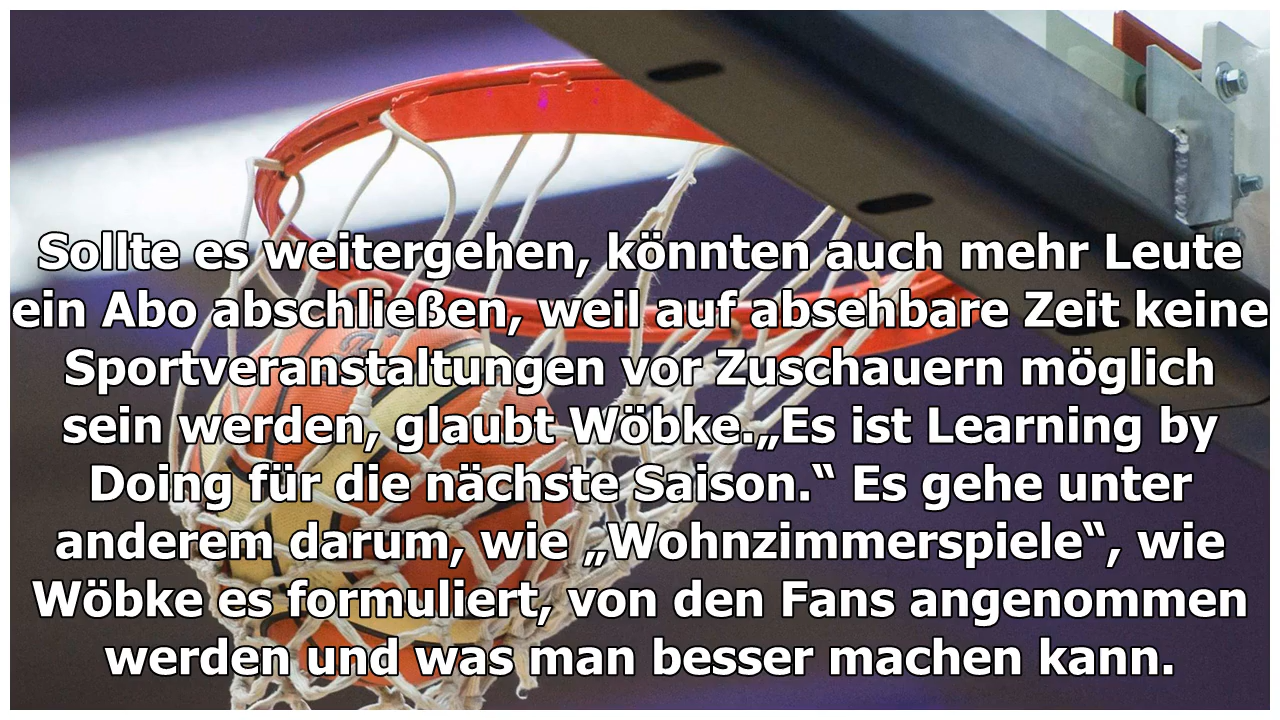 Sollte es weitergehen, könnten auch mehr Leute
ein Abo abschließen, weil auf absehbare Zeit keine
Sportveranstaltungen vor Zuschauern möglich
sein werden, glaubt Wöbke.„Es ist Learning by
Doing für die nächste Saison.“ Es gehe unter
anderem darum, wie „Wohnzimmerspiele“, wie
Wöbke es formuliert, von den Fans angenommen
werden und was man besser machen kann.